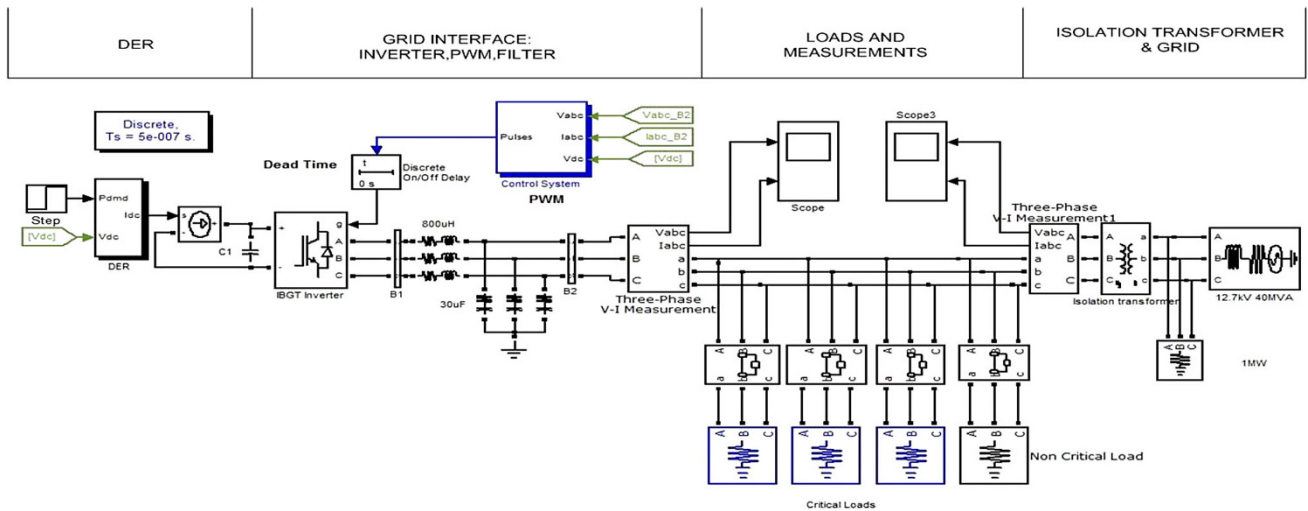 DER
GRID INTERFACE:
INVERTER,PWM,FILTER
LOADS AND
MEASUREMENTS
ISOLATION TRANSFORMER
& GRID
Discrete,
Ts = 5e-007 s.
Pulses
Vabc
Iabc
Vdc
Vabc_B2
Iabc_B2
[Vdc]
Control System
PWM
Dead Time
t
0 s
Discrete
On/Off Delay
Step
[Vdc]
Pdmd
Vdc
Idc
DER
s
+
-
C1
+
-
g
A
B
C
IBGT Inverter
B1
800uH
30uF
B2
A
B
C
Vabc
Iabc
a
b
c
Three-Phase
V-I Measurement
Scope
Scope3
Three-Phase
V-I Measurement1
Vabc
Iabc
a
b
c
A
B
C
A
B
C
a
b
c
Isolation transformer
A
B
C
12.7kV 40MVA
A B C
1MW
A B C
a b c
A B C
a b c
A B C
a b c
A B C
a b c
A B C
A B C
A B C
A B C
Non Critical Load
Critical Loads